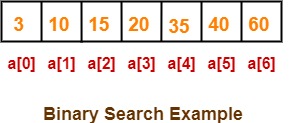 3 10 15 20 35 40 60
a[0] a[1] a[2] a[3] a[4] a[5] a[6]
Binary Search Example